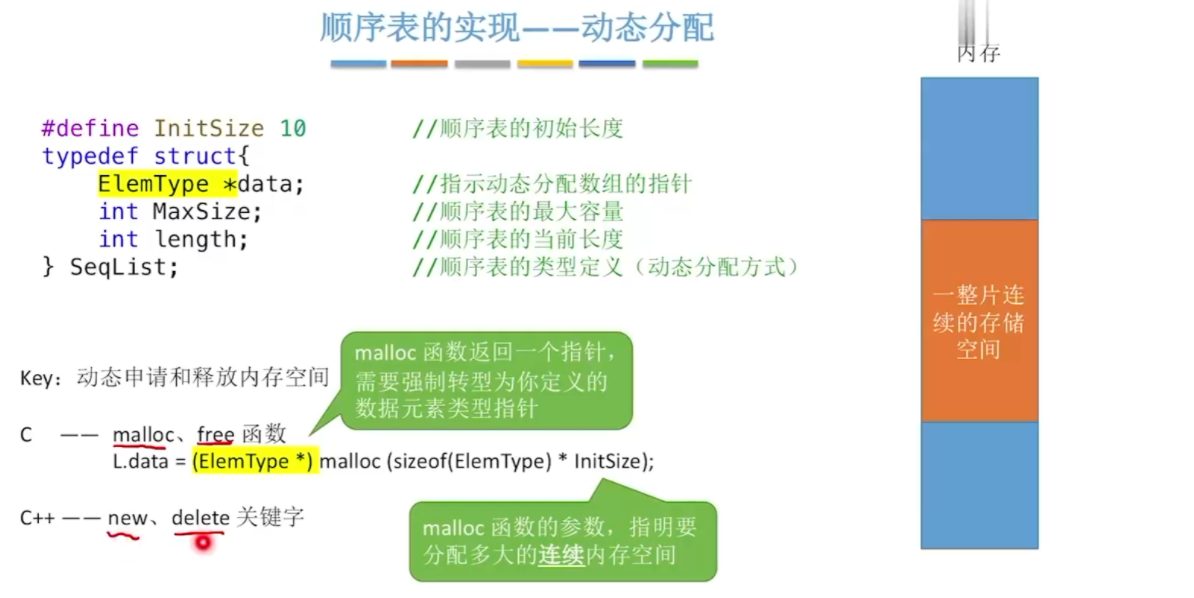 顺序表的实现——动态分配
内存
#define InitSize 10 //顺序表的初始长度
typedef struct{
ElemType *data; //指示动态分配数组的指针
int MaxSize; //顺序表的最大容量
int length; //顺序表的当前长度
} SeqList; //顺序表的类型定义（动态分配方式）
一整片连
续的存储
空间
malloc 函数返回一个指针，
需要强制转型为你定义的
数据元素类型指针
Key：动态申请和释放内存空间
C —— malloc、free 函数
L.data = (ElemType *) malloc (sizeof(ElemType) * InitSize);
C++ —— new、delete 关键字
malloc 函数的参数，指明要
分配多大的连续内存空间